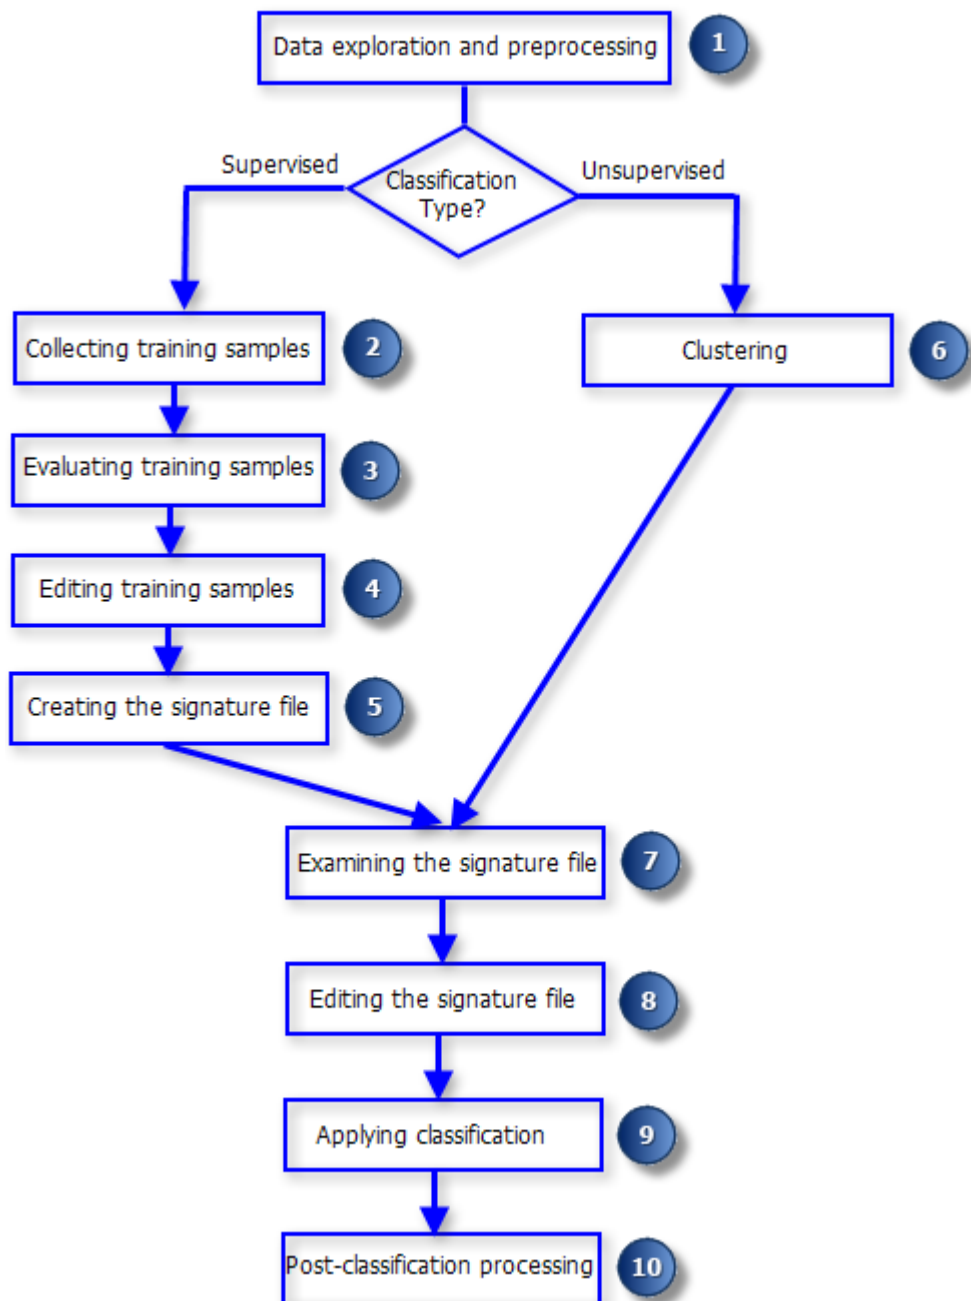 Data exploration and preprocessing
1
Supervised
Unsupervised
Classification
Type?
Collecting training samples
2
Clustering
6
Evaluating training samples
3
Editing training samples
4
Creating the signature file
5
Examining the signature file
7
Editing the signature file
8
Applying classification
9
Post-classification processing
10